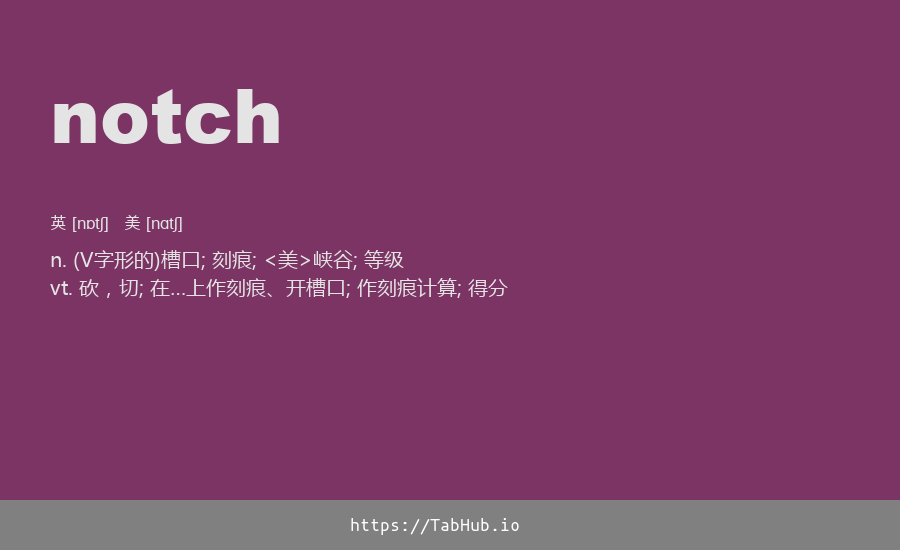 notch
英 [nɒtʃ] 美 [nɑtʃ]
n. (V字形的)槽口; 刻痕; <美>峡谷; 等级
vt. 砍，切; 在…上作刻痕、开槽口; 作刻痕计算; 得分
https://TabHub.io